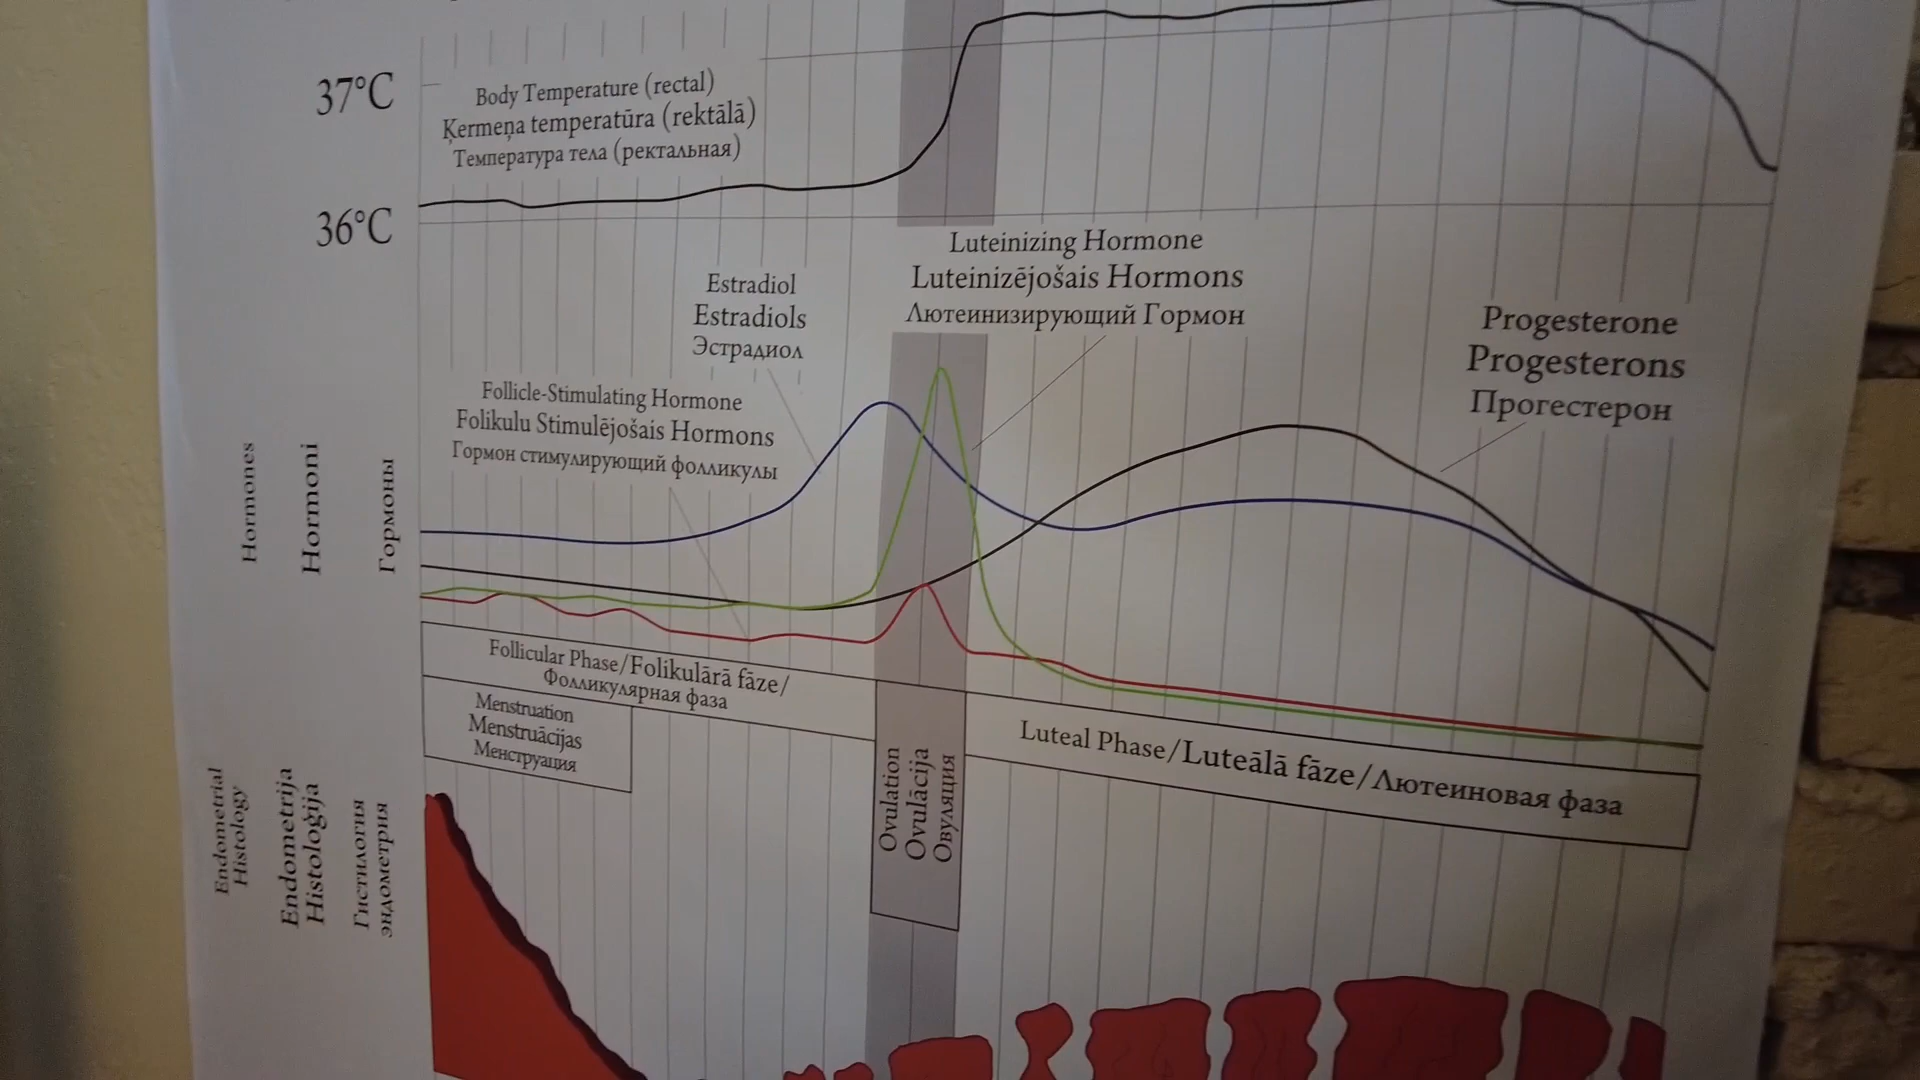 37°C
Body Temperature (rectal)
Ķermeņa temperatūra (rektālā)
Температура тела (ректальная)
36°C
Luteinizing Hormone
Luteinizējošais Hormons
Лютеинизирующий Гормон
Estradiol
Estradiols
Эстрадиол
Progesterone
Progesterons
Прогестерон
Follicle-Stimulating Hormone
Folikulu Stimulējošais Hormons
Гормон стимулирующий фолликулы
Hormones
Hormoni
Гормоны
Follicular Phase/Folikulārā fāze/
Фолликулярная фаза
Menstruation
Menstruācijas
Менструация
Ovulation
Ovulācija
Овуляция
Luteal Phase/Luteālā fāze/Лютеиновая фаза
Endometrial
Histology
Endometrija
Histoloģija
Гистилогия
эндометрия